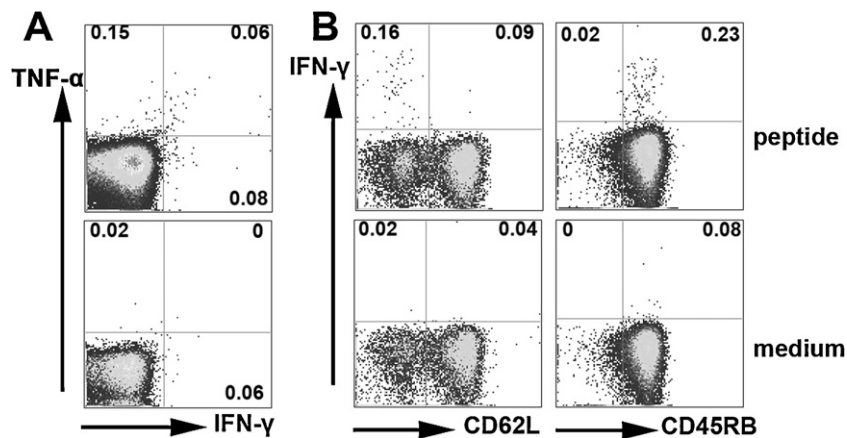 A
B
0.15 0.06
0.16 0.09
0.02 0.23
TNF-α
IFN-γ
peptide
0.08
0.02 0
0.02 0.04
0 0.08
medium
0.06
IFN-γ
CD62L
CD45RB